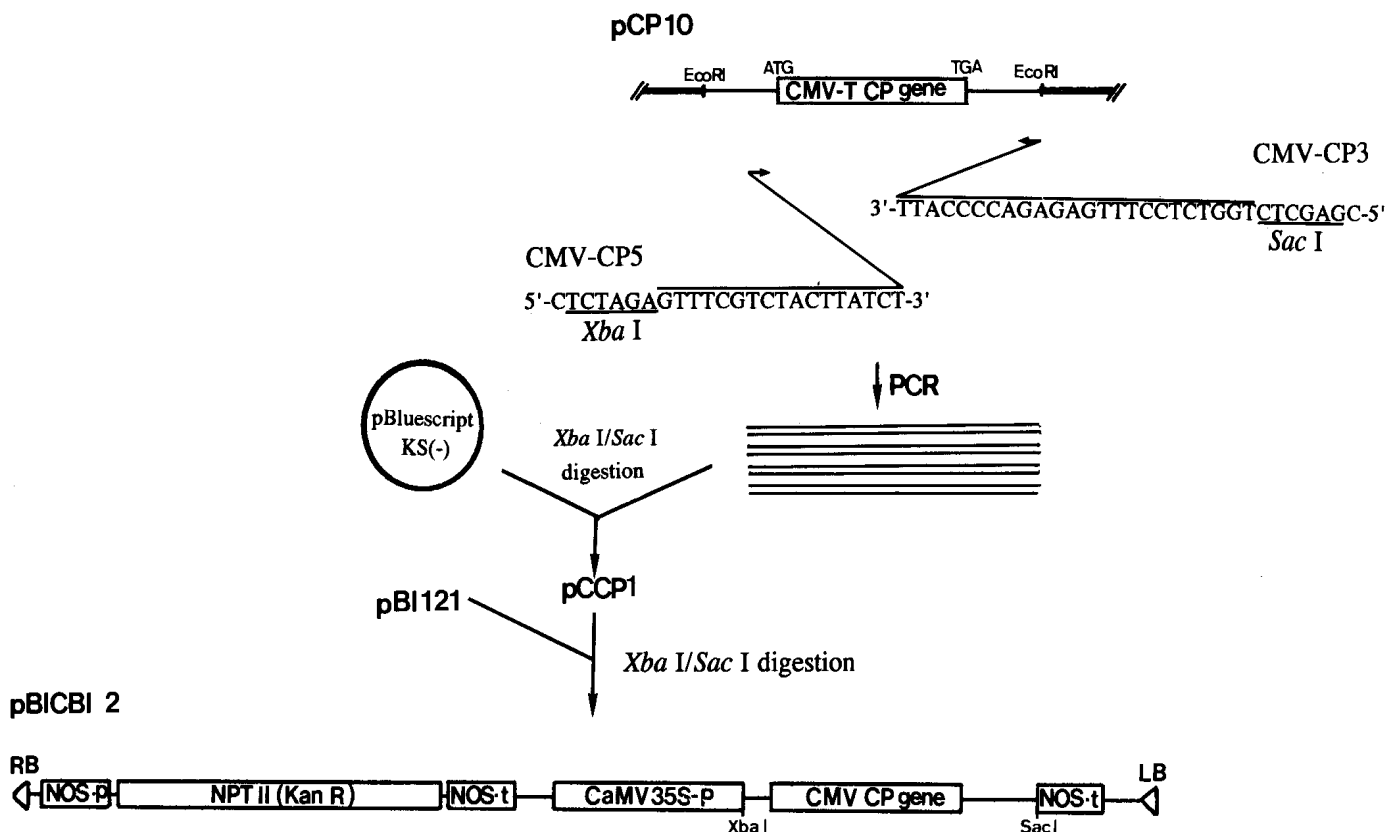 pCP10
EcoRI ATG TGA EcoRI
CMV-T CP gene
CMV-CP3
3'-TTACCCCAGAGAGTTTCCTCTGGTCTCGAGC-5'
Sac I
CMV-CP5
5'-CTCTAGAGTTTCGTCTACTTATCT-3'
Xba I
PCR
pBluescript
KS(-)
Xba I/Sac I
digestion
pCCP1
pBI121
Xba I/Sac I digestion
pBICBI 2
RB LB
NOS·p NPT II (Kan R) NOS·t CaMV35S-P CMV CP gene NOS·t
Xba I Sac I